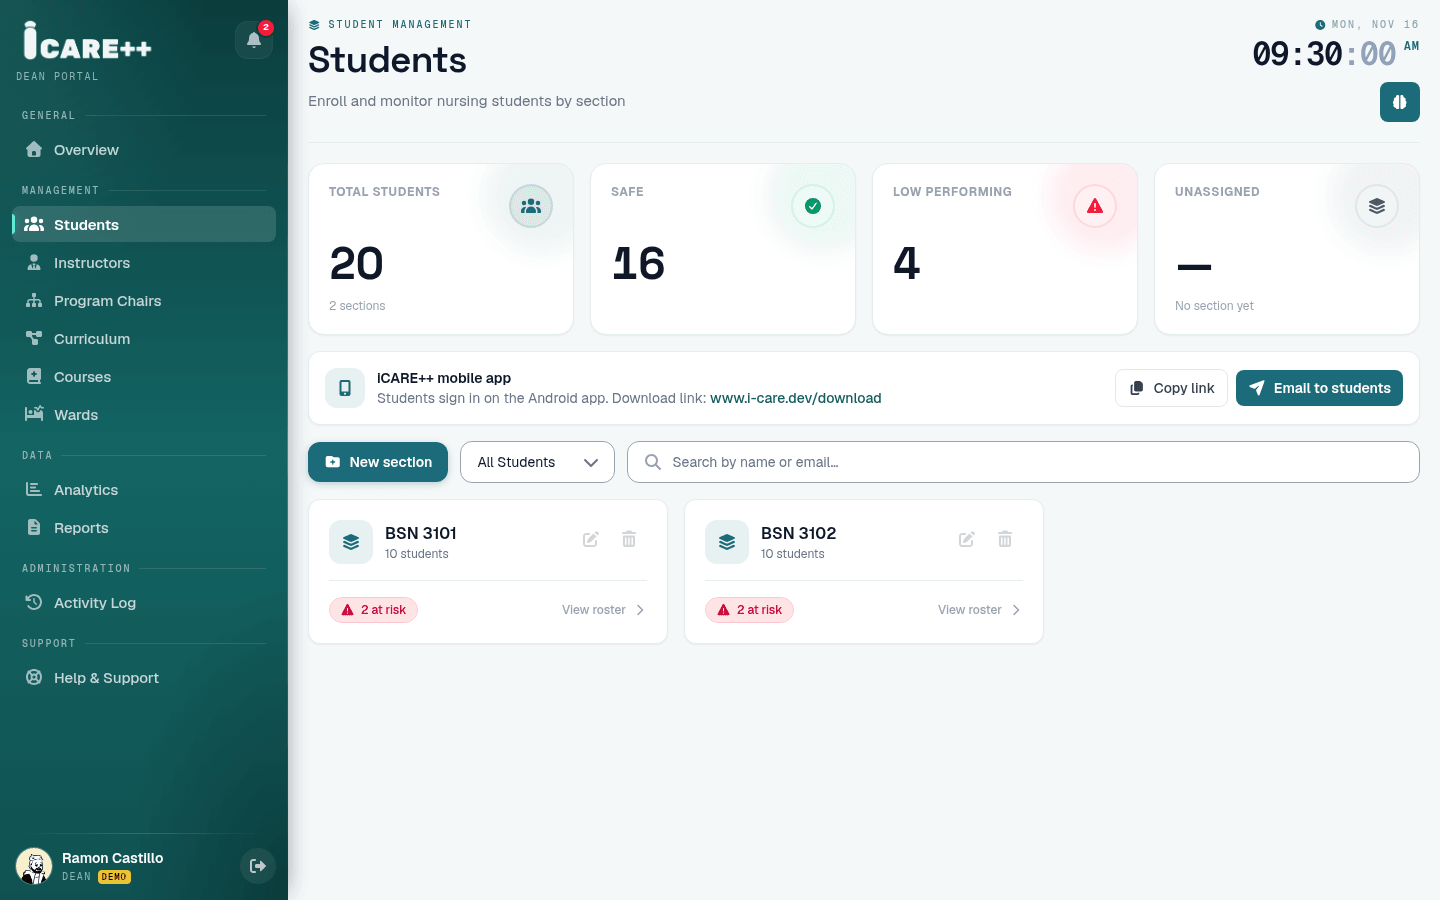 iCARE++
2
DEAN PORTAL
GENERAL
Overview
MANAGEMENT
Students
Instructors
Program Chairs
Curriculum
Courses
Wards
DATA
Analytics
Reports
ADMINISTRATION
Activity Log
SUPPORT
Help & Support
Ramon Castillo
DEAN DEMO
STUDENT MANAGEMENT
Students
Enroll and monitor nursing students by section
MON, NOV 16
09:30:00 AM
TOTAL STUDENTS
20
2 sections
SAFE
16
LOW PERFORMING
4
UNASSIGNED
—
No section yet
iCARE++ mobile app
Students sign in on the Android app. Download link: www.i-care.dev/download
Copy link
Email to students
New section
All Students
Search by name or email...
BSN 3101
10 students
2 at risk
View roster
BSN 3102
10 students
2 at risk
View roster